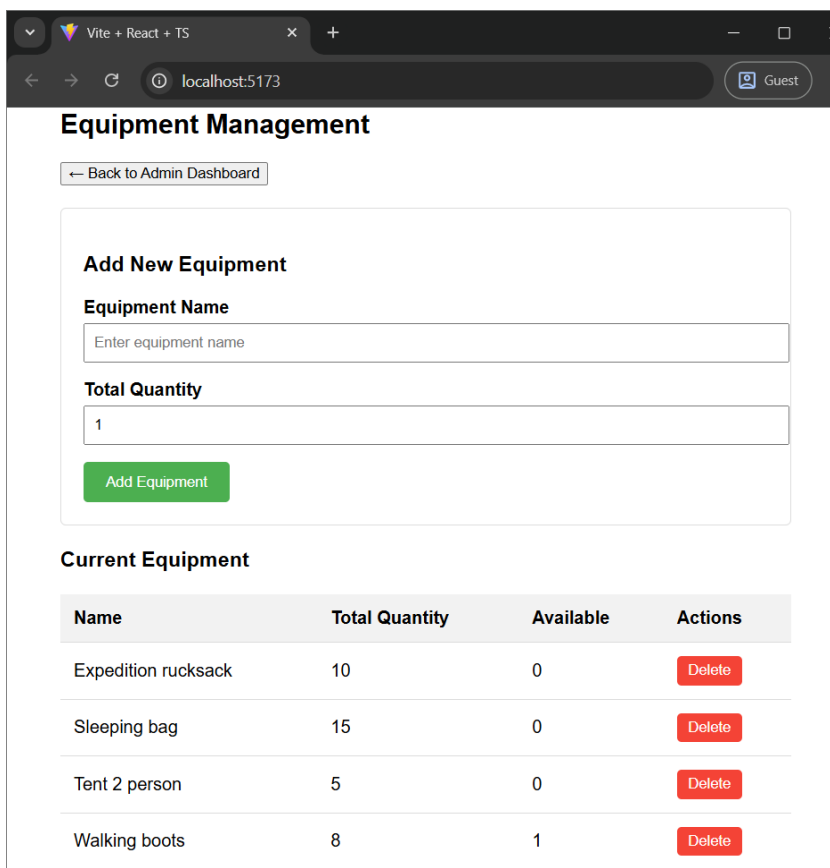 Vite + React + TS
localhost:5173
Guest
Equipment Management
← Back to Admin Dashboard
Add New Equipment
Equipment Name
Enter equipment name
Total Quantity
1
Add Equipment
Current Equipment
Name Total Quantity Available Actions
Expedition rucksack 10 0 Delete
Sleeping bag 15 0 Delete
Tent 2 person 5 0 Delete
Walking boots 8 1 Delete